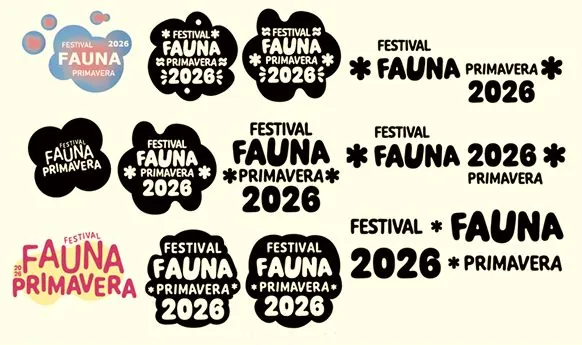 FESTIVAL 2026
FAUNA
PRIMAVERA
FESTIVAL
* FAUNA *
PRIMAVERA
2026
FESTIVAL
* FAUNA *
PRIMAVERA
2026
FESTIVAL
* FAUNA PRIMAVERA *
2026
FESTIVAL
FAUNA
PRIMAVERA
FESTIVAL
FAUNA
* PRIMAVERA *
2026
FESTIVAL
FAUNA
* PRIMAVERA *
2026
FESTIVAL
* FAUNA 2026 *
PRIMAVERA
FESTIVAL
FAUNA
2026
PRIMAVERA
FESTIVAL
FAUNA
* PRIMAVERA *
2026
FESTIVAL
FAUNA
* PRIMAVERA *
2026
FESTIVAL * FAUNA
2026 * PRIMAVERA